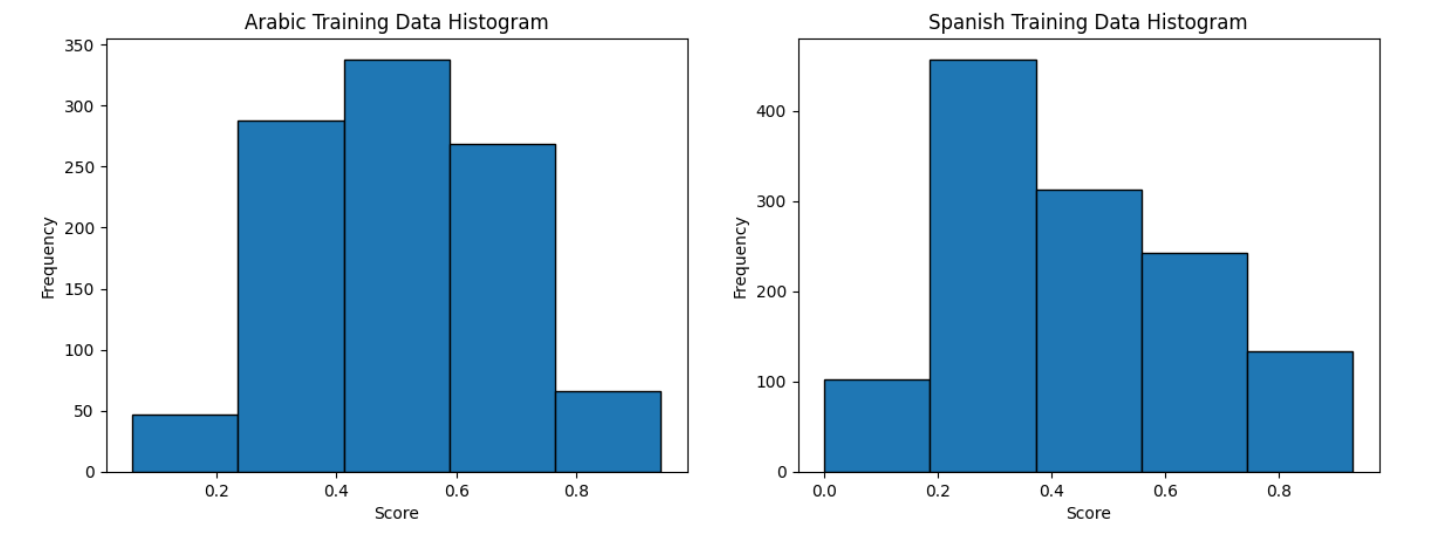 Arabic Training Data Histogram
350
300
250
200
150
100
50
0
Frequency
0.2 0.4 0.6 0.8
Score
Spanish Training Data Histogram
400
300
200
100
0
Frequency
0.0 0.2 0.4 0.6 0.8
Score